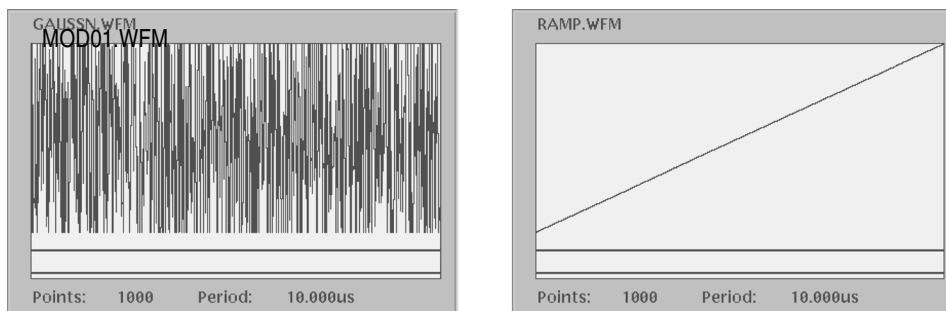 GAUSSN.WFM
MOD01.WFM
RAMP.WFM
Points: 1000 Period: 10.000us
Points: 1000 Period: 10.000us